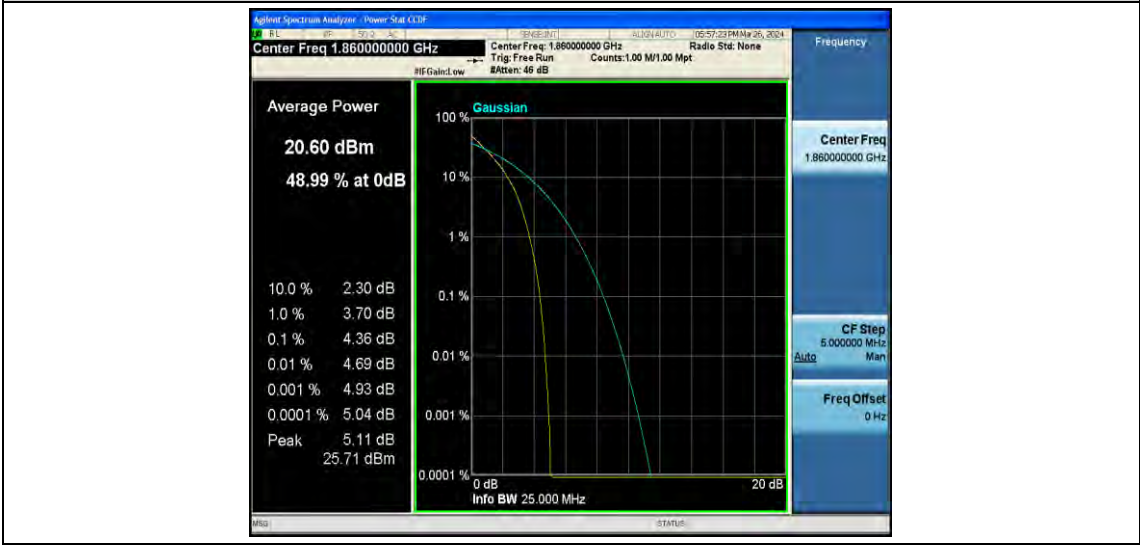 Agilent Spectrum Analyzer - Power Stat CCDF
RL RF 50 Ω AC SENSE:INT ALIGN AUTO 05:57:23 PM Mar 26, 2024
Center Freq 1.860000000 GHz
Center Freq: 1.860000000 GHz Radio Std: None
Trig: Free Run Counts:1.00 M/1.00 Mpt
#IFGain:Low #Atten: 46 dB
Frequency
Average Power
20.60 dBm
48.99 % at 0dB
10.0 % 2.30 dB
1.0 % 3.70 dB
0.1 % 4.36 dB
0.01 % 4.69 dB
0.001 % 4.93 dB
0.0001 % 5.04 dB
Peak 5.11 dB
25.71 dBm
Gaussian
100 %
10 %
1 %
0.1 %
0.01 %
0.001 %
0.0001 %
0 dB 20 dB
Info BW 25.000 MHz
Center Freq
1.860000000 GHz
CF Step
5.000000 MHz
Auto Man
Freq Offset
0 Hz
MSG STATUS